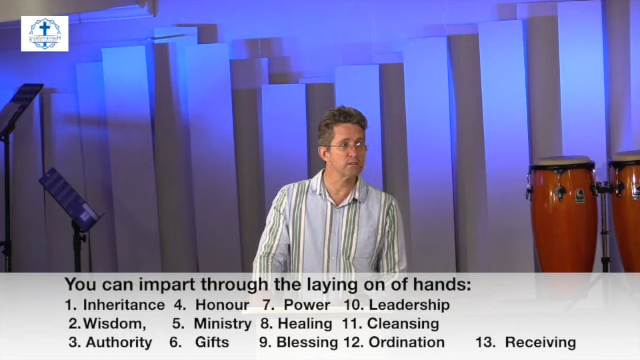 You can impart through the laying on of hands:
1. Inheritance 4. Honour 7. Power 10. Leadership
2. Wisdom, 5. Ministry 8. Healing 11. Cleansing
3. Authority 6. Gifts 9. Blessing 12. Ordination 13. Receiving